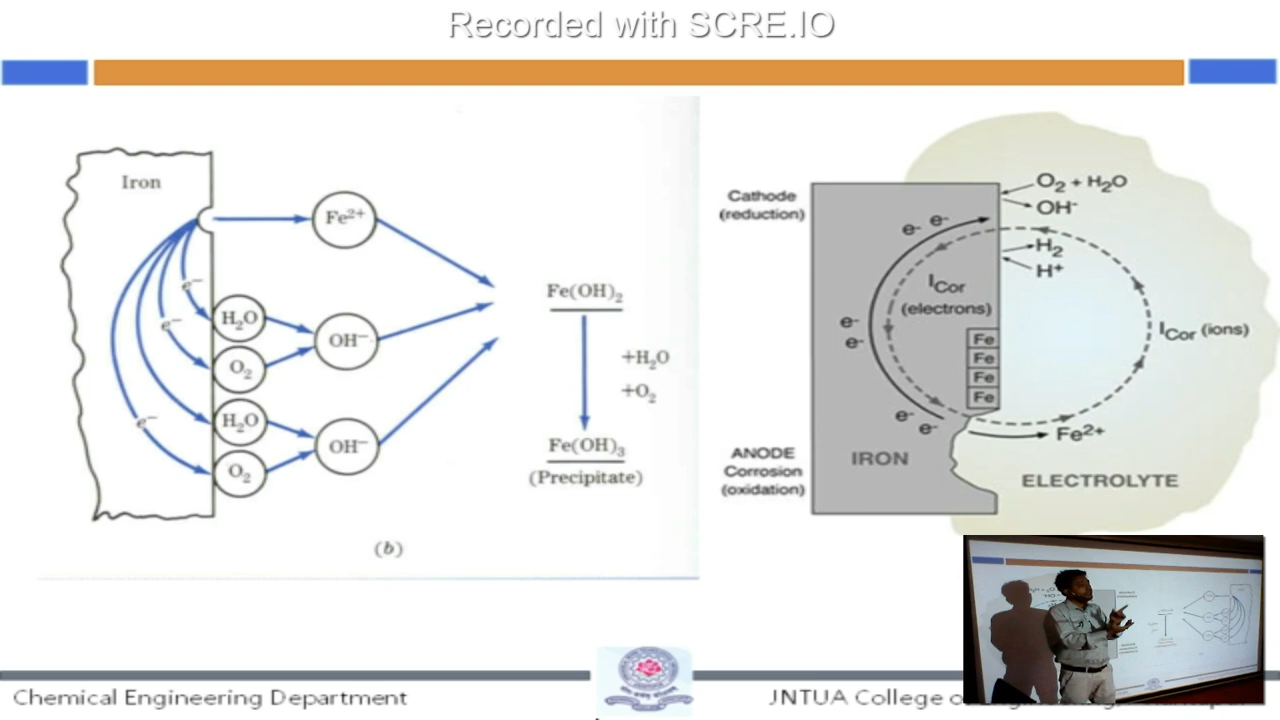 Recorded with SCRE.IO
Iron
Fe²⁺
e⁻
e⁻
e⁻
H₂O
O₂
H₂O
O₂
OH⁻
OH⁻
Fe(OH)₂
+H₂O
+O₂
Fe(OH)₃
(Precipitate)
(b)
Cathode
(reduction)
O₂ + H₂O
OH⁻
H₂
H⁺
e⁻ e⁻
I Cor
(electrons)
e⁻
e⁻
Fe
Fe
Fe
Fe
I Cor (ions)
e⁻
e⁻
Fe²⁺
ANODE
Corrosion
(oxidation)
IRON
ELECTROLYTE
Chemical Engineering Department
JNTUA College